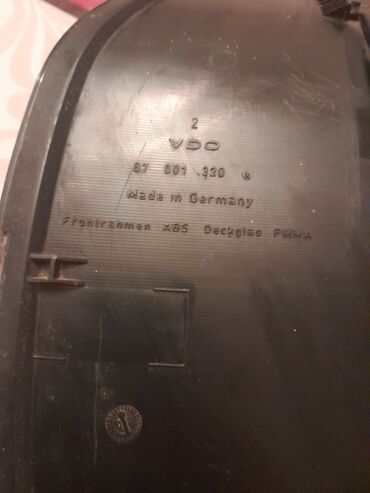 2
VDO
87 001 320
Made in Germany
Frontrahmen ABS Deckglas PMMA